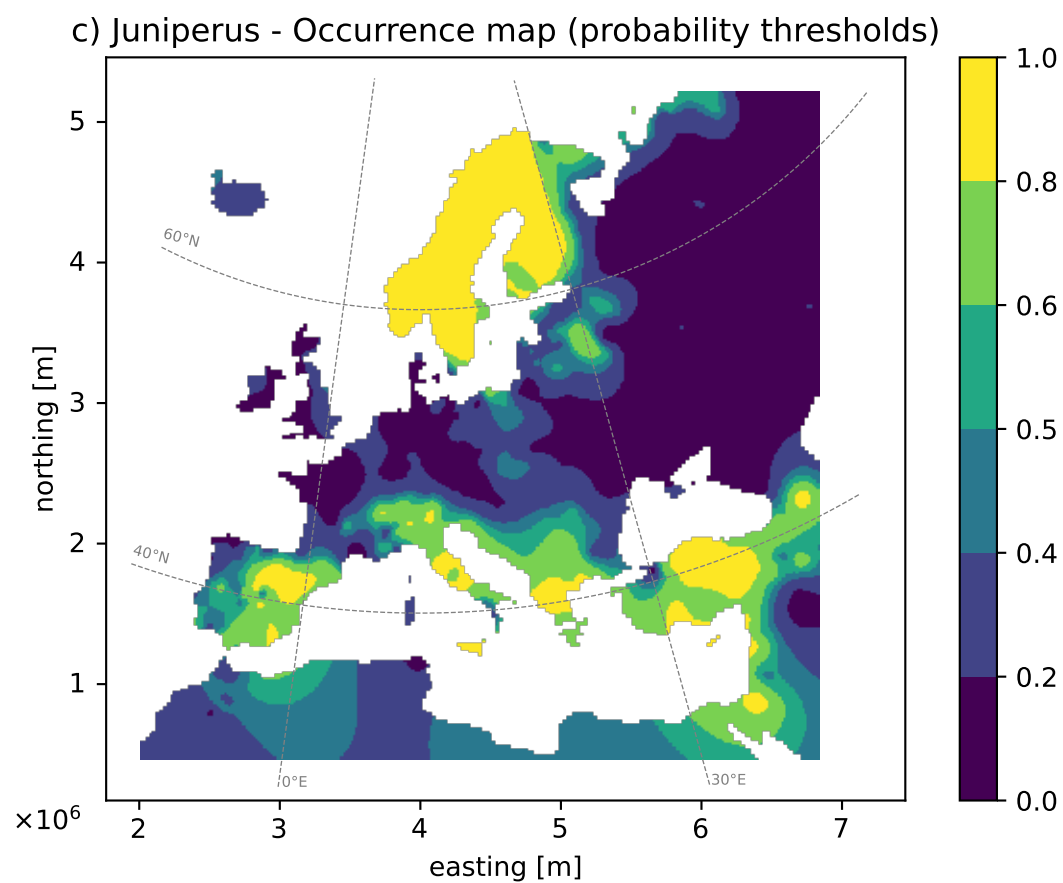 c) Juniperus - Occurrence map (probability thresholds)
1.0
0.8
0.6
0.5
0.4
0.2
0.0
northing [m]
5
4
3
2
1
60°N
40°N
0°E
30°E
×10⁶
2 3 4 5 6 7
easting [m]